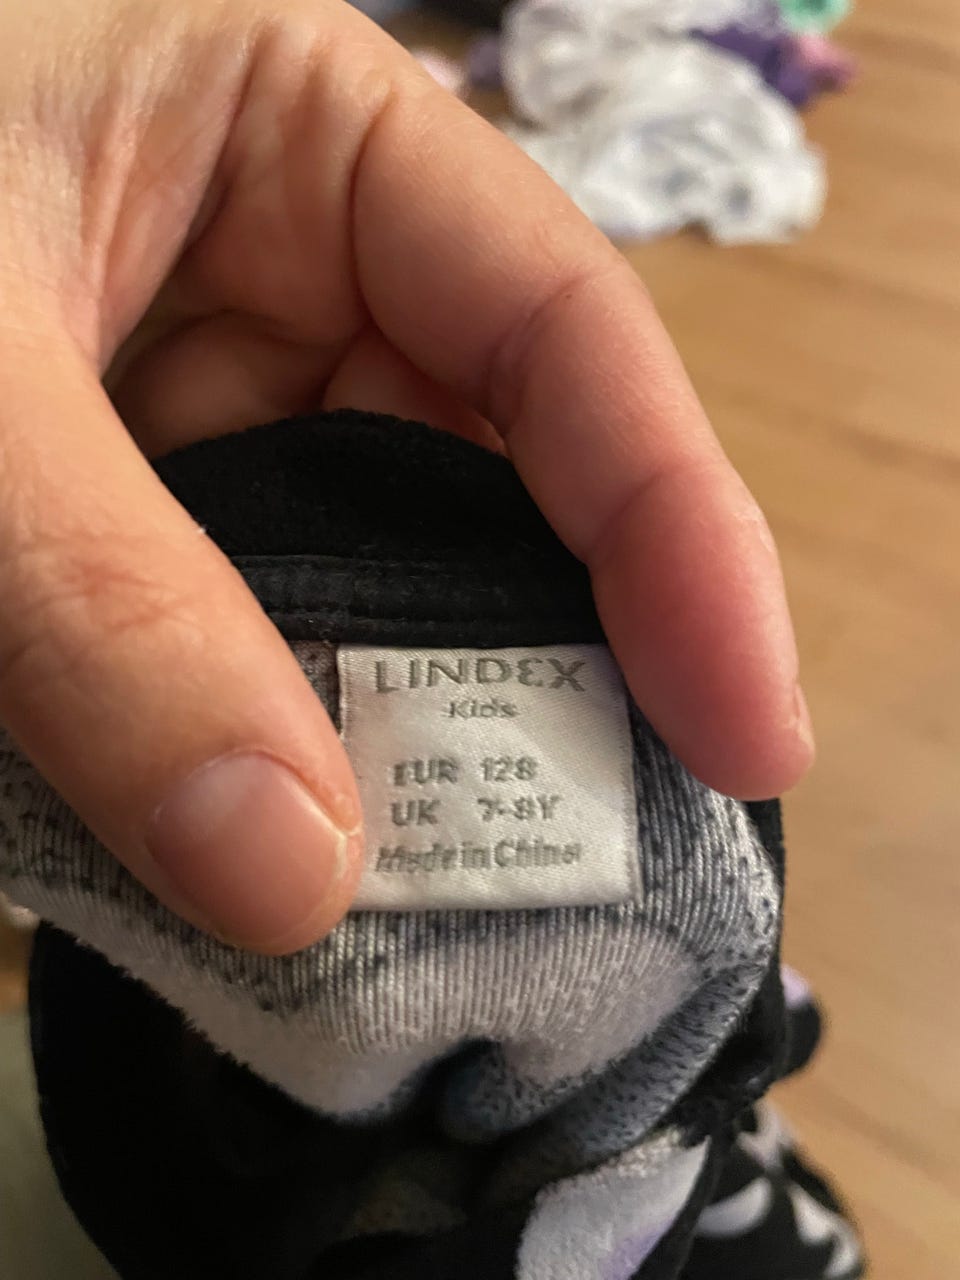 LINDEX
Kids
EUR 128
UK 7-8Y
Made in China